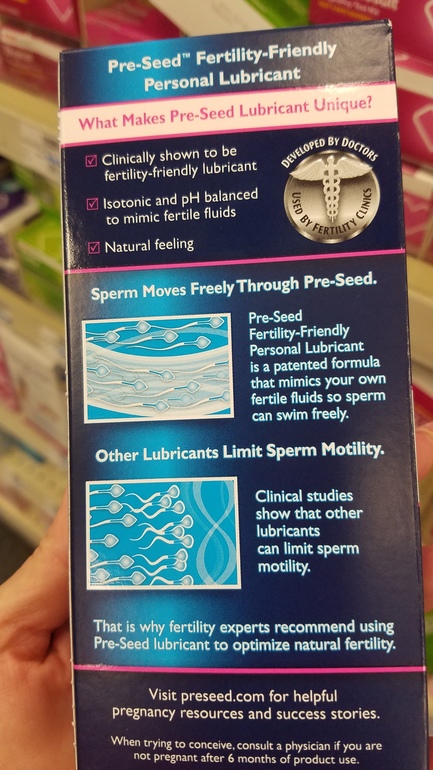 Pre-Seed™ Fertility-Friendly
Personal Lubricant
What Makes Pre-Seed Lubricant Unique?
Clinically shown to be
fertility-friendly lubricant
Isotonic and pH balanced
to mimic fertile fluids
Natural feeling
DEVELOPED BY DOCTORS
USED BY FERTILITY CLINICS
Sperm Moves Freely Through Pre-Seed.
Pre-Seed
Fertility-Friendly
Personal Lubricant
is a patented formula
that mimics your own
fertile fluids so sperm
can swim freely.
Other Lubricants Limit Sperm Motility.
Clinical studies
show that other
lubricants
can limit sperm
motility.
That is why fertility experts recommend using
Pre-Seed lubricant to optimize natural fertility.
Visit preseed.com for helpful
pregnancy resources and success stories.
When trying to conceive, consult a physician if you are
not pregnant after 6 months of product use.